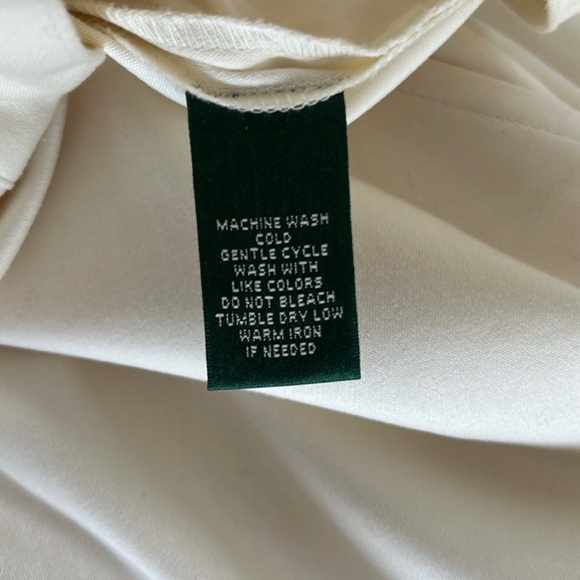 MACHINE WASH
COLD
GENTLE CYCLE
WASH WITH
LIKE COLORS
DO NOT BLEACH
TUMBLE DRY LOW
WARM IRON
IF NEEDED